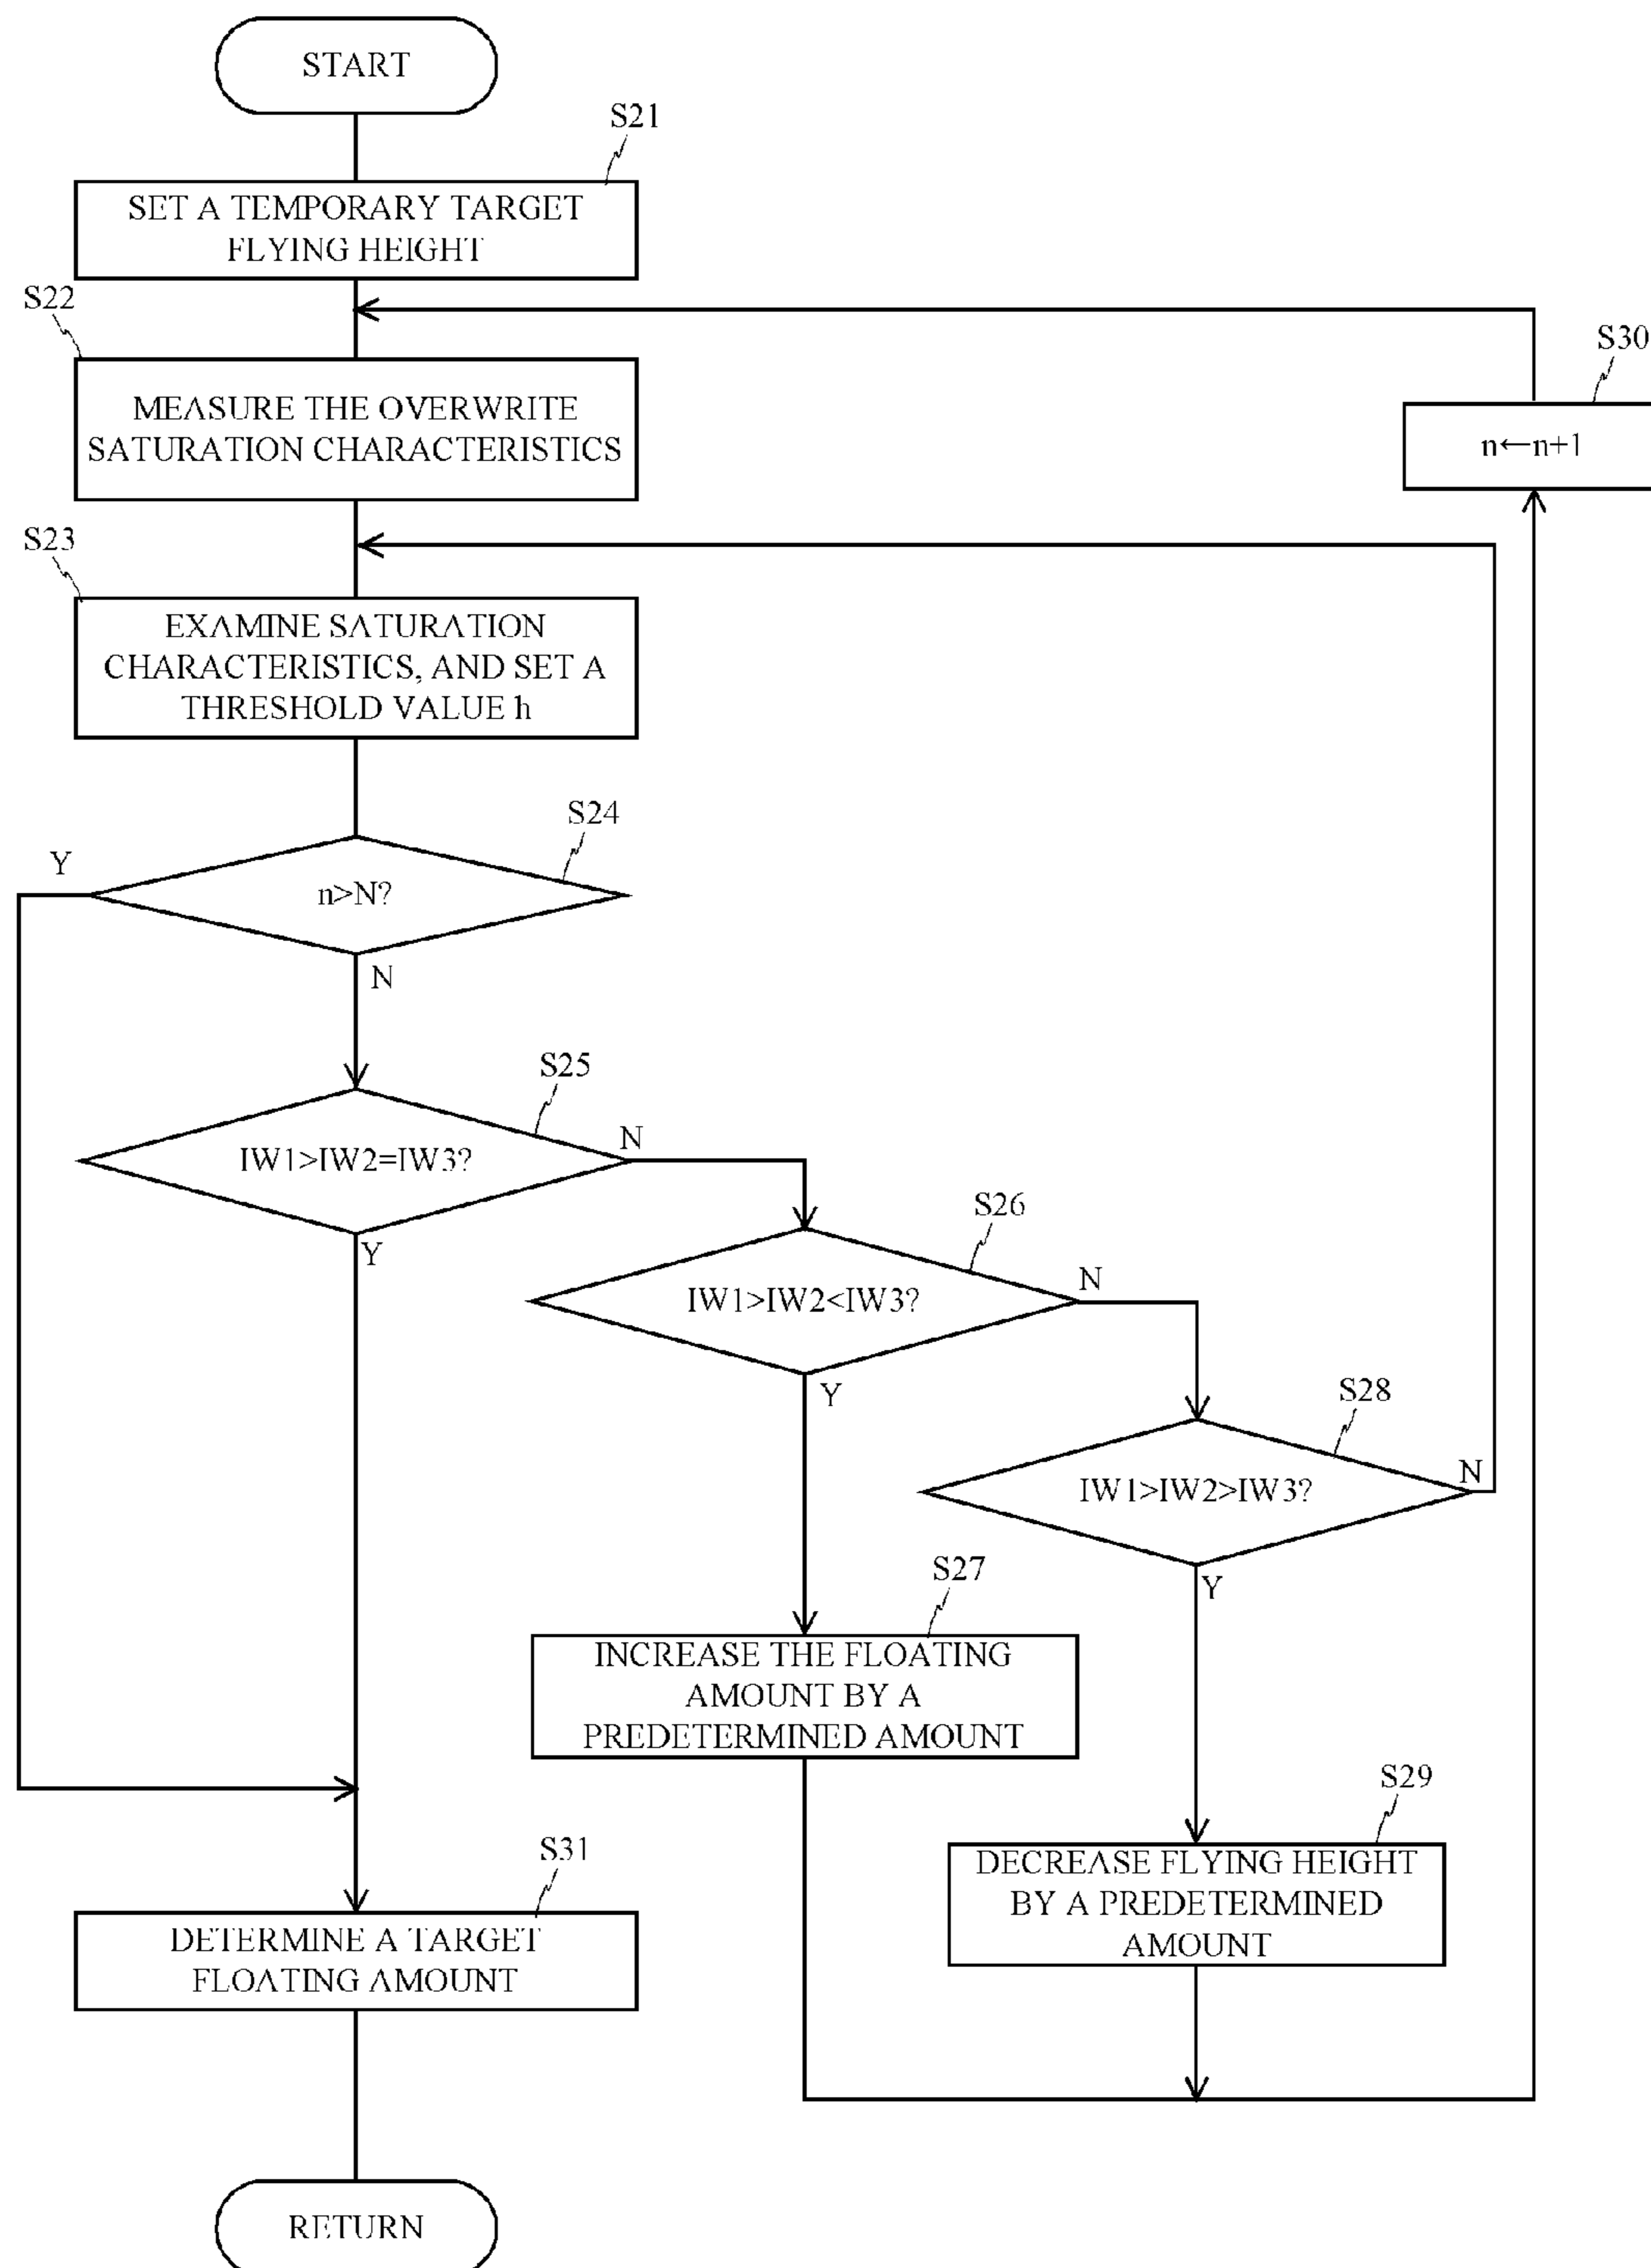 START
S21
SET A TEMPORARY TARGET
FLYING HEIGHT
S22
S30
MEASURE THE OVERWRITE
SATURATION CHARACTERISTICS
n←n+1
S23
EXAMINE SATURATION
CHARACTERISTICS, AND SET A
THRESHOLD VALUE h
S24
Y
n>N?
N
S25
IW1>IW2=IW3?
N
Y
S26
IW1>IW2<IW3?
N
Y
S28
IW1>IW2>IW3?
N
Y
S27
INCREASE THE FLOATING
AMOUNT BY A
PREDETERMINED AMOUNT
S29
DECREASE FLYING HEIGHT
BY A PREDETERMINED
AMOUNT
S31
DETERMINE A TARGET
FLOATING AMOUNT
RETURN